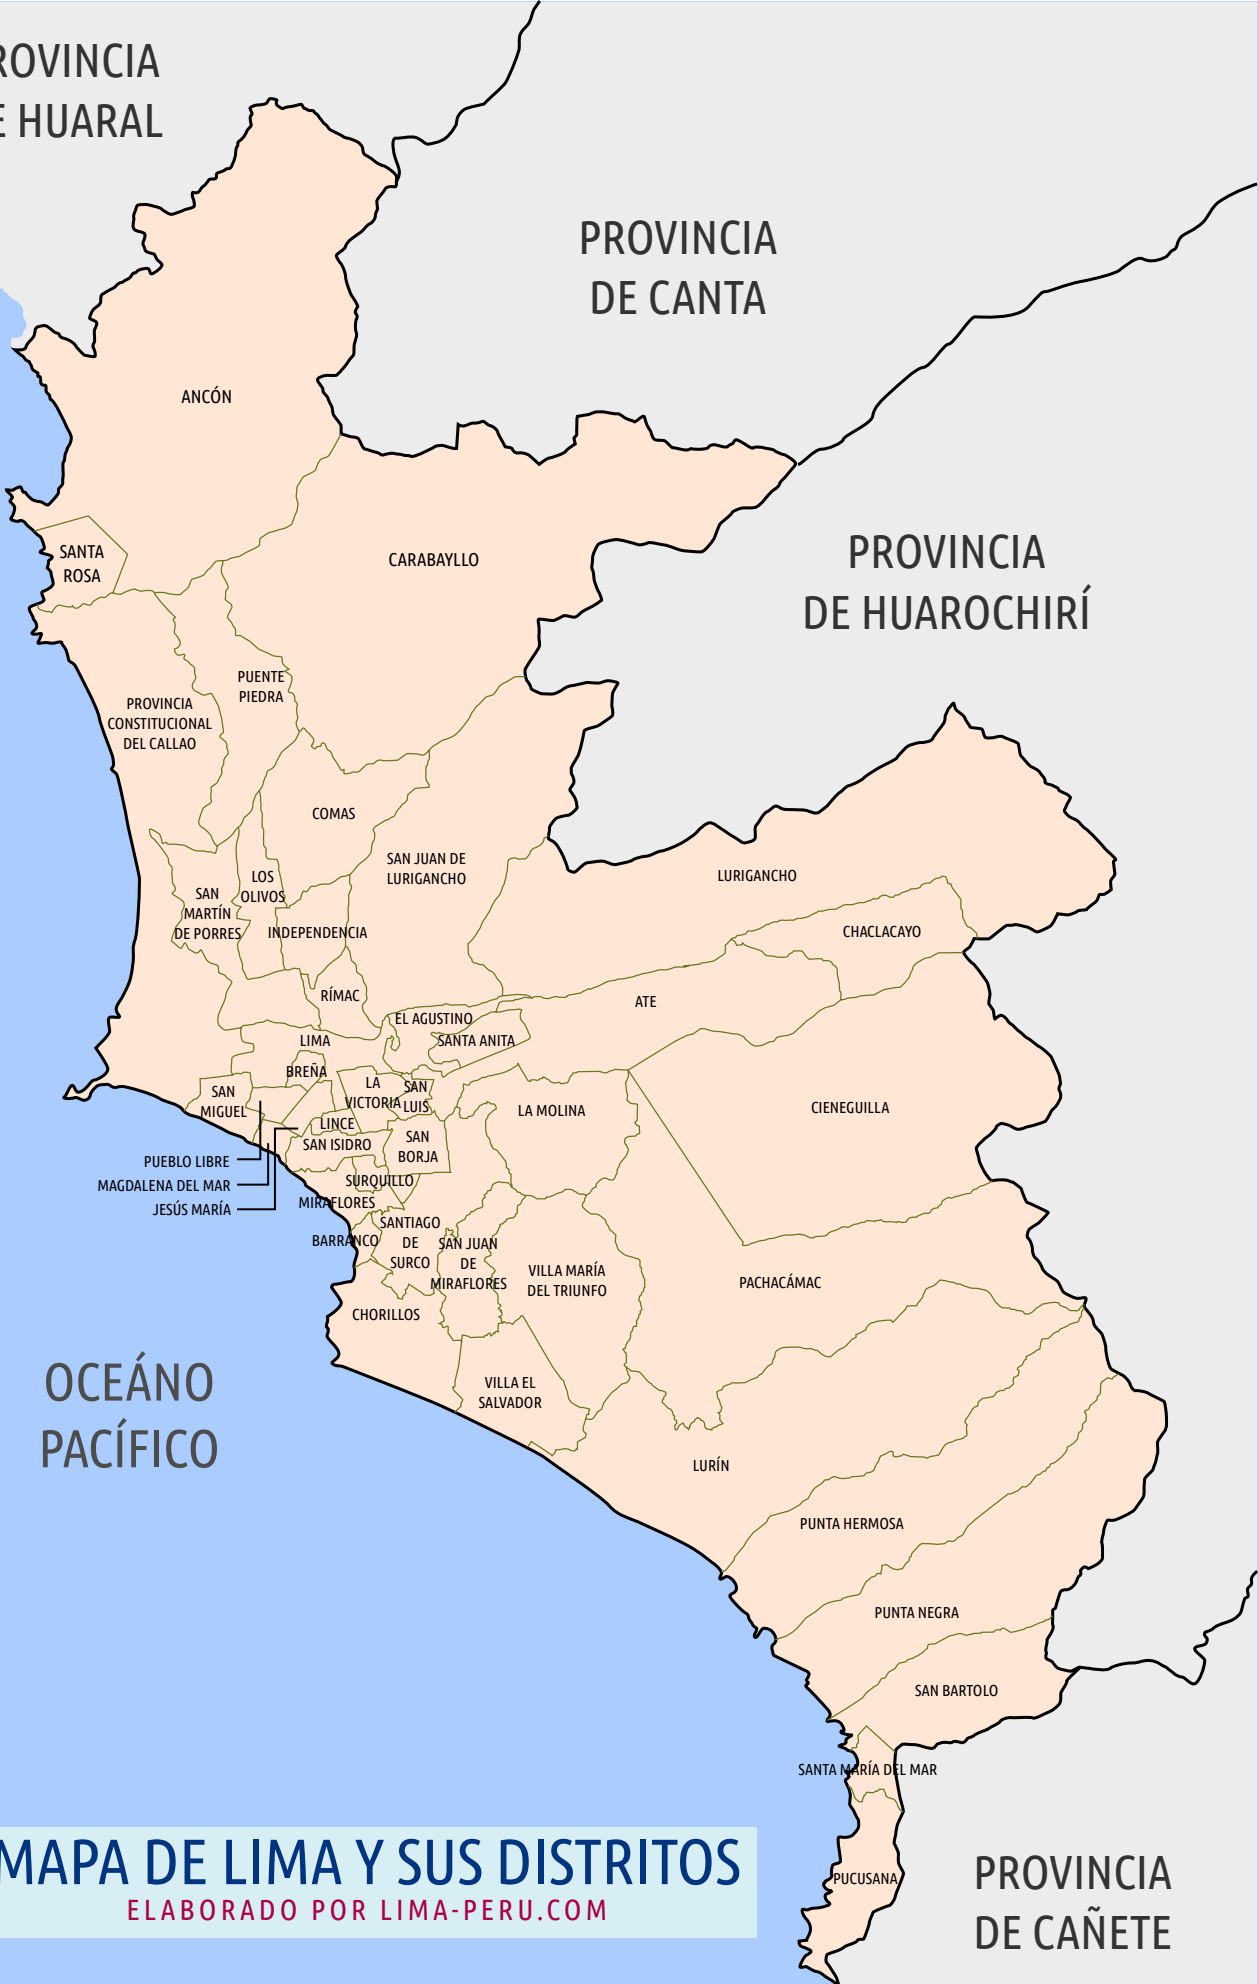 ROVINCIA
E HUARAL
PROVINCIA
DE CANTA
ANCÓN
PROVINCIA
DE HUAROCHIRÍ
SANTA
ROSA
CARABAYLLO
PUENTE
PIEDRA
PROVINCIA
CONSTITUCIONAL
DEL CALLAO
COMAS
SAN JUAN DE
LURIGANCHO
LURIGANCHO
LOS
OLIVOS
SAN
MARTÍN
DE PORRES
INDEPENDENCIA
CHACLACAYO
RÍMAC
ATE
EL AGUSTINO
SANTA ANITA
LIMA
BREÑA
LA
VICTORIA
SAN
LUIS
SAN
MIGUEL
LA MOLINA
CIENEGUILLA
LINCE
SAN ISIDRO
SAN
BORJA
PUEBLO LIBRE
MAGDALENA DEL MAR
JESÚS MARÍA
SURQUILLO
MIRAFLORES
BARRANCO
SANTIAGO
DE
SURCO
SAN JUAN
DE
MIRAFLORES
VILLA MARÍA
DEL TRIUNFO
PACHACÁMAC
CHORILLOS
OCEÁNO
PACÍFICO
VILLA EL
SALVADOR
LURÍN
PUNTA HERMOSA
PUNTA NEGRA
SAN BARTOLO
SANTA MARÍA DEL MAR
PUCUSANA
PROVINCIA
DE CAÑETE
MAPA DE LIMA Y SUS DISTRITOS
ELABORADO POR LIMA-PERU.COM